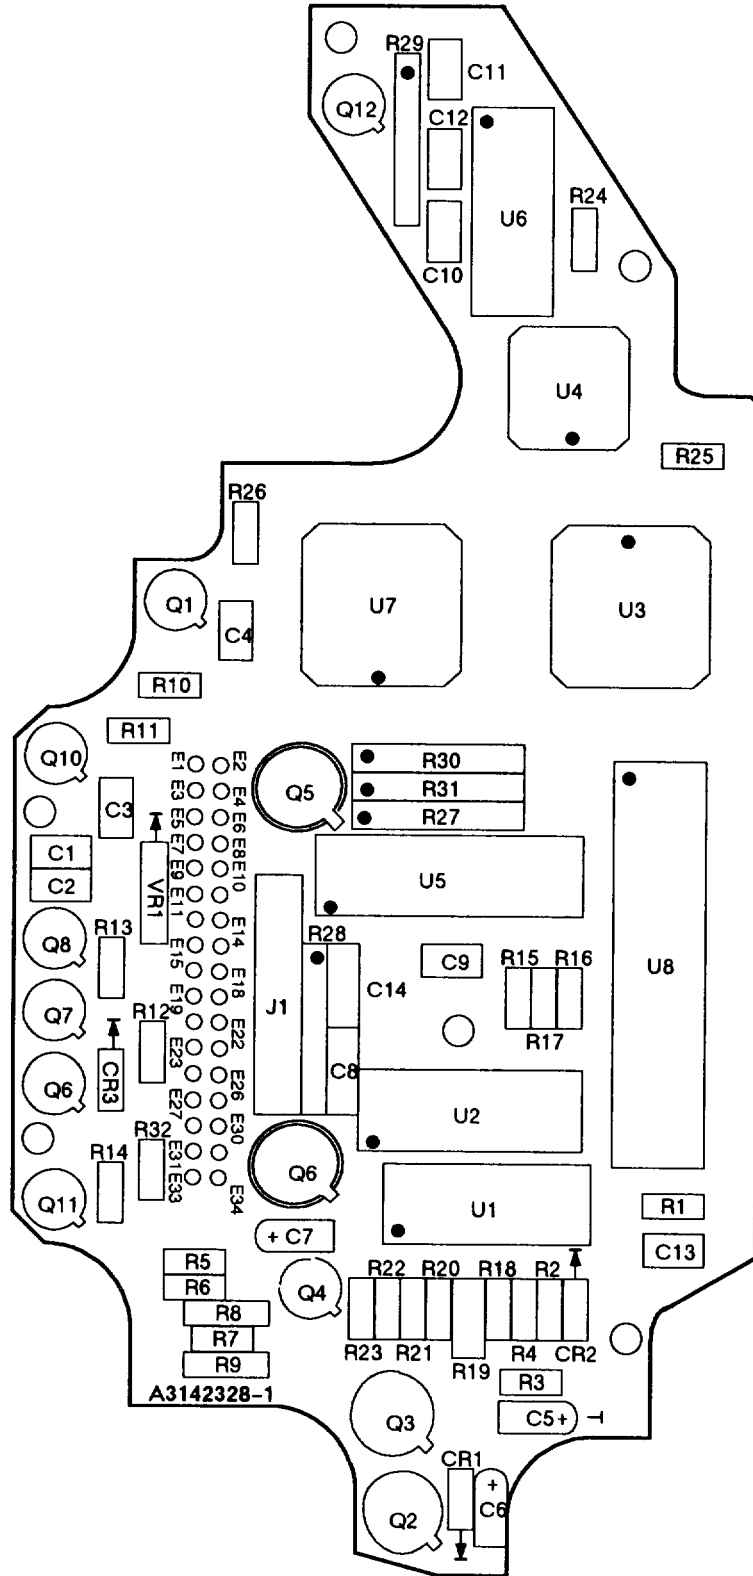 R29
C11
Q12
C12
R24
U6
C10
U4
R25
R26
Q1
C4
U7
U3
R10
R11
Q10
E1
E2
Q5
R30
E3
E4
R31
C3
E5
E6
R27
C1
E7
E8
C2
VR1
E9
E10
U5
E11
R13
R28
Q8
E14
E15
C9
R15
R16
U8
E18
C14
Q7
E19
R12
J1
E22
R17
CR3
E23
C8
Q6
E26
U2
E27
E30
R14
R32
E31
Q6
Q11
E33
E34
U1
R1
+ C7
C13
R5
R22
R20
R18
R2
R6
Q4
R8
R7
R23
R21
R19
R4
CR2
R9
R3
A3142328-1
Q3
C5+
T
CR1
+
C6
Q2